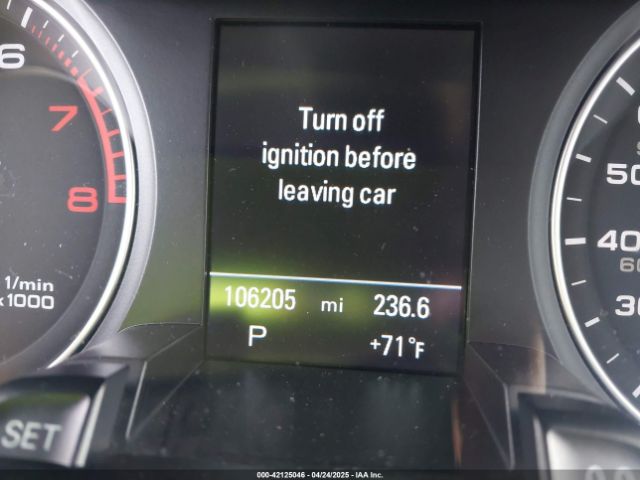 6
7
8
1/min
x1000
SET
Turn off
ignition before
leaving car
106205 mi 236.6
P +71°F
50
40
60
30
000-42125046 - 04/24/2025 - IAA Inc.